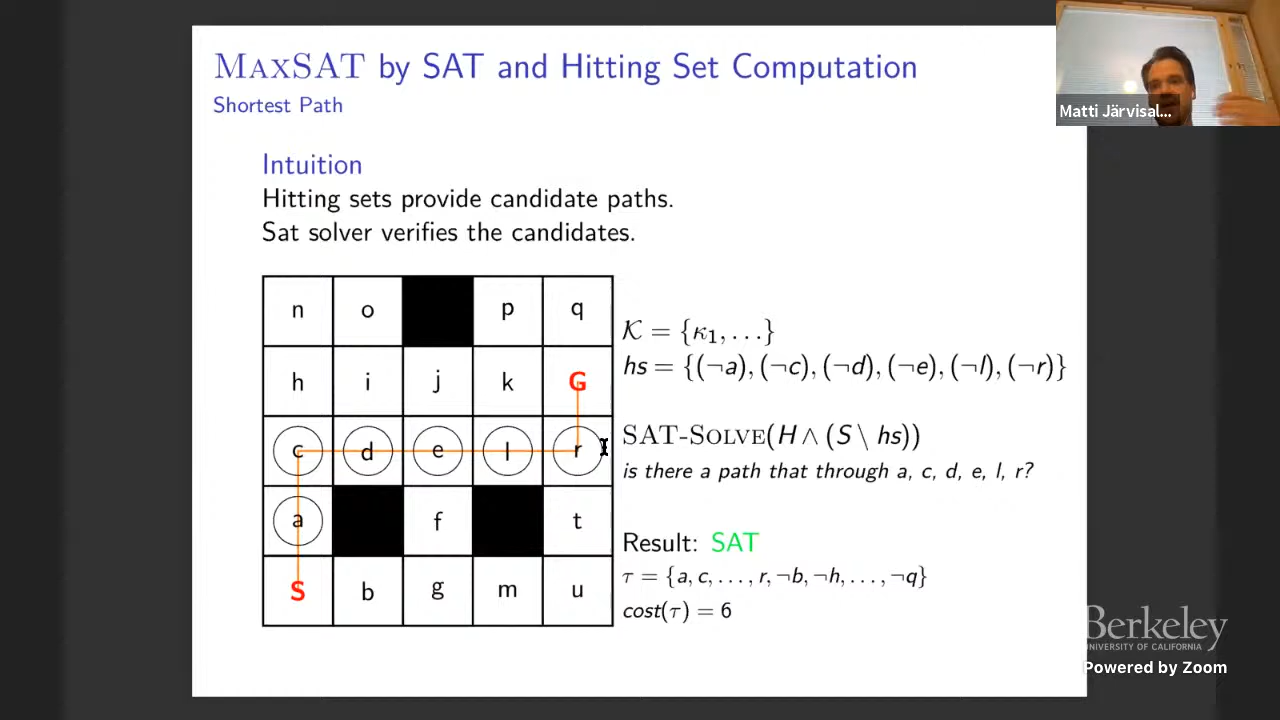 MaxSAT by SAT and Hitting Set Computation
Shortest Path
Matti Järvisal...
Intuition
Hitting sets provide candidate paths.
Sat solver verifies the candidates.
n o p q
h i j k G
c d e l r
a f t
S b g m u
𝒦 = {κ₁, . . .}
hs = {(¬a), (¬c), (¬d), (¬e), (¬l), (¬r)}
SAT-Solve(H ∧ (S \ hs))
is there a path that through a, c, d, e, l, r?
Result: SAT
τ = {a, c, . . . , r, ¬b, ¬h, . . . , ¬q}
cost(τ) = 6
Berkeley
UNIVERSITY OF CALIFORNIA
Powered by Zoom